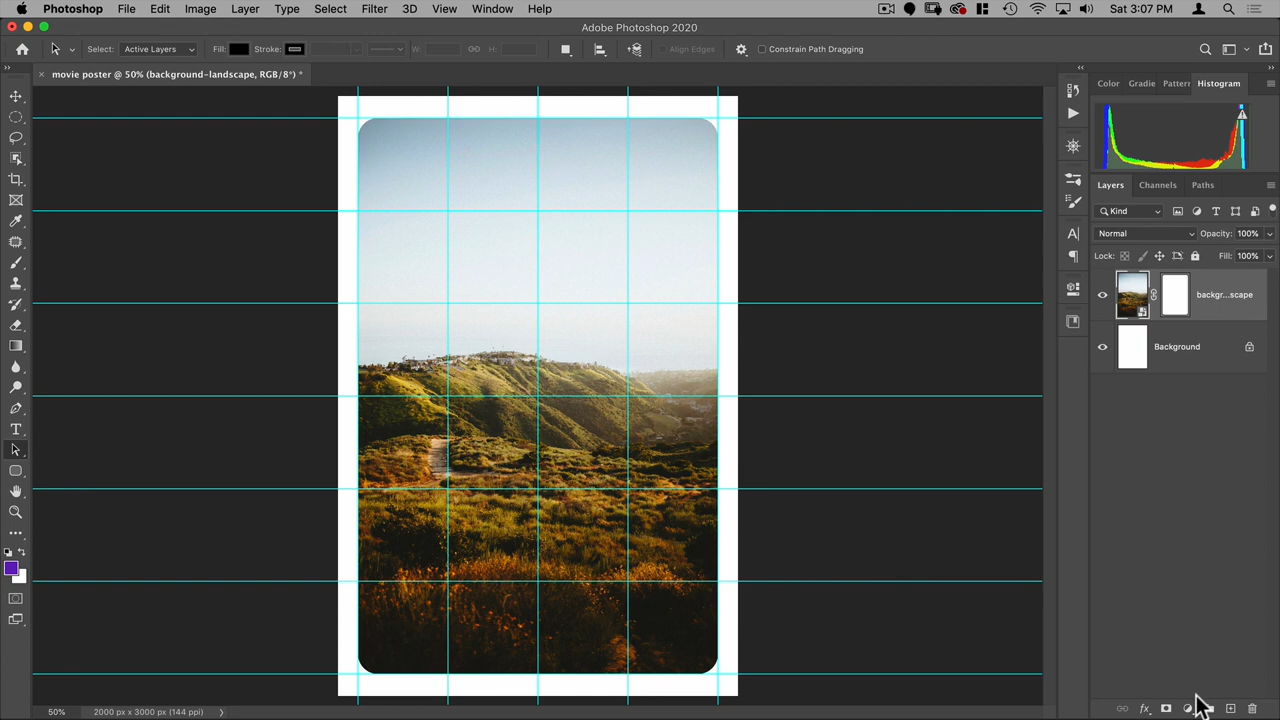 Photoshop File Edit Image Layer Type Select Filter 3D View Window Help Sat 3:07 PM
Adobe Photoshop 2020
Select: Active Layers Fill: Stroke: W: H: Align Edges Constrain Path Dragging
movie poster @ 50% (background-landscape, RGB/8*) *
Color Gradie Pattern Histogram
Layers Channels Paths
Kind
Normal Opacity: 100%
Lock: Fill: 100%
backgr...scape
Background
50% 2000 px x 3000 px (144 ppi)